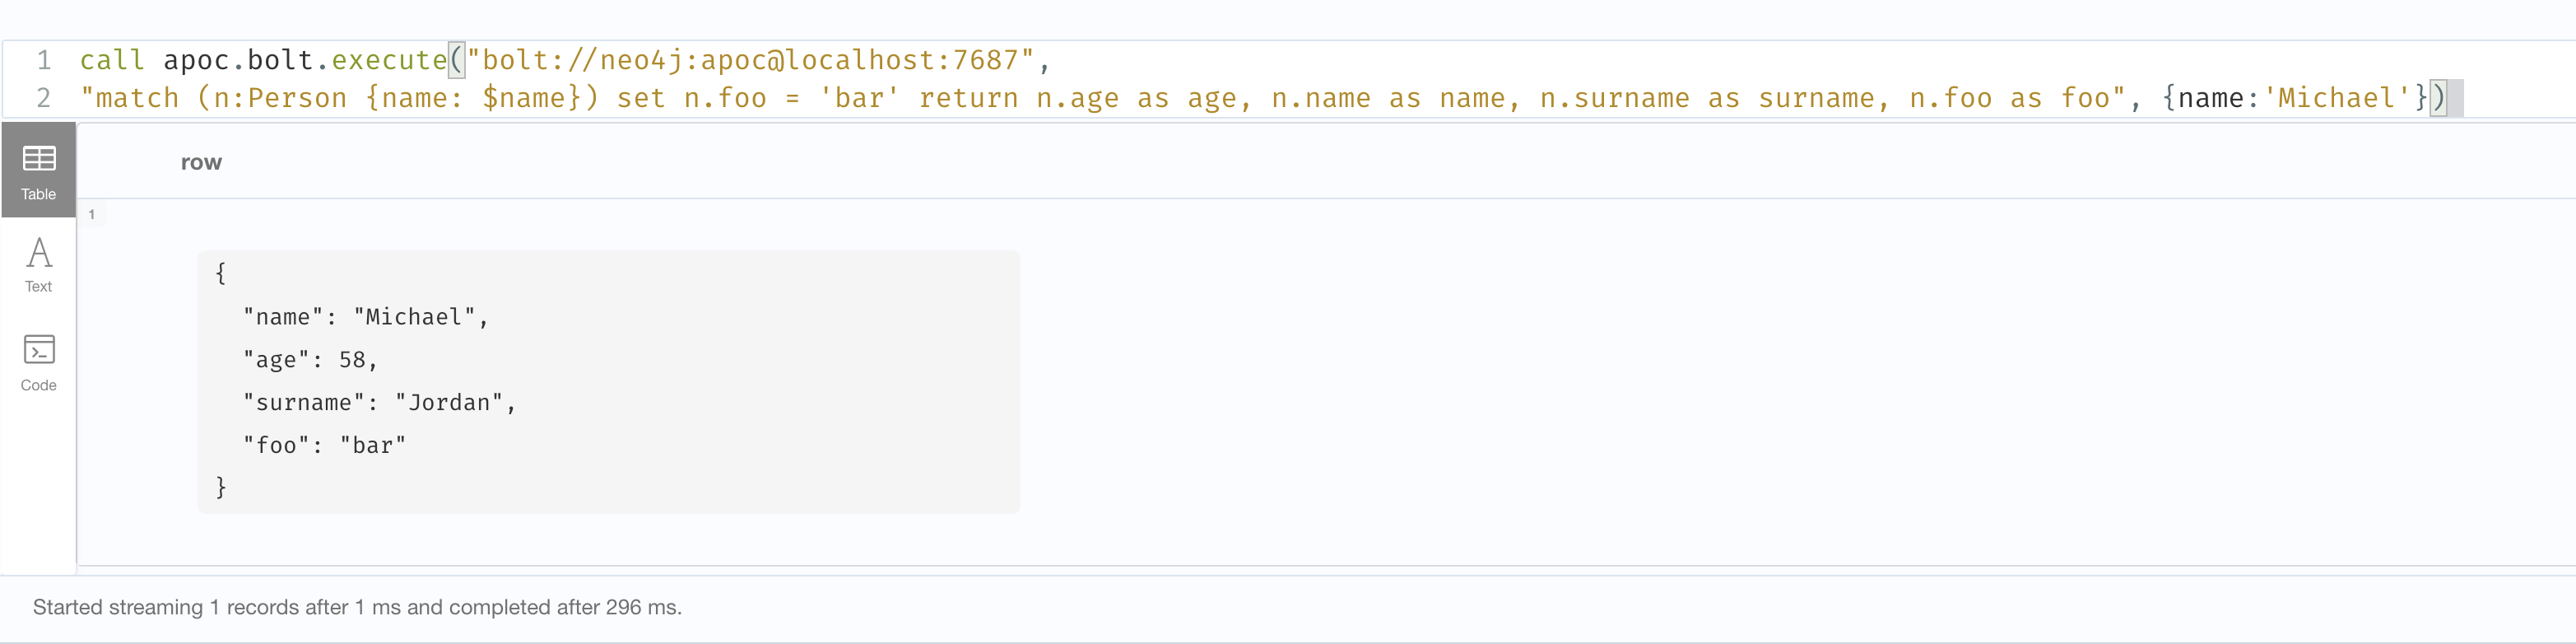 1 call apoc.bolt.execute("bolt://neo4j:apoc@localhost:7687",
2 "match (n:Person {name: $name}) set n.foo = 'bar' return n.age as age, n.name as name, n.surname as surname, n.foo as foo", {name:'Michael'})
Table
row
1
Text
Code
{
"name": "Michael",
"age": 58,
"surname": "Jordan",
"foo": "bar"
}
Started streaming 1 records after 1 ms and completed after 296 ms.